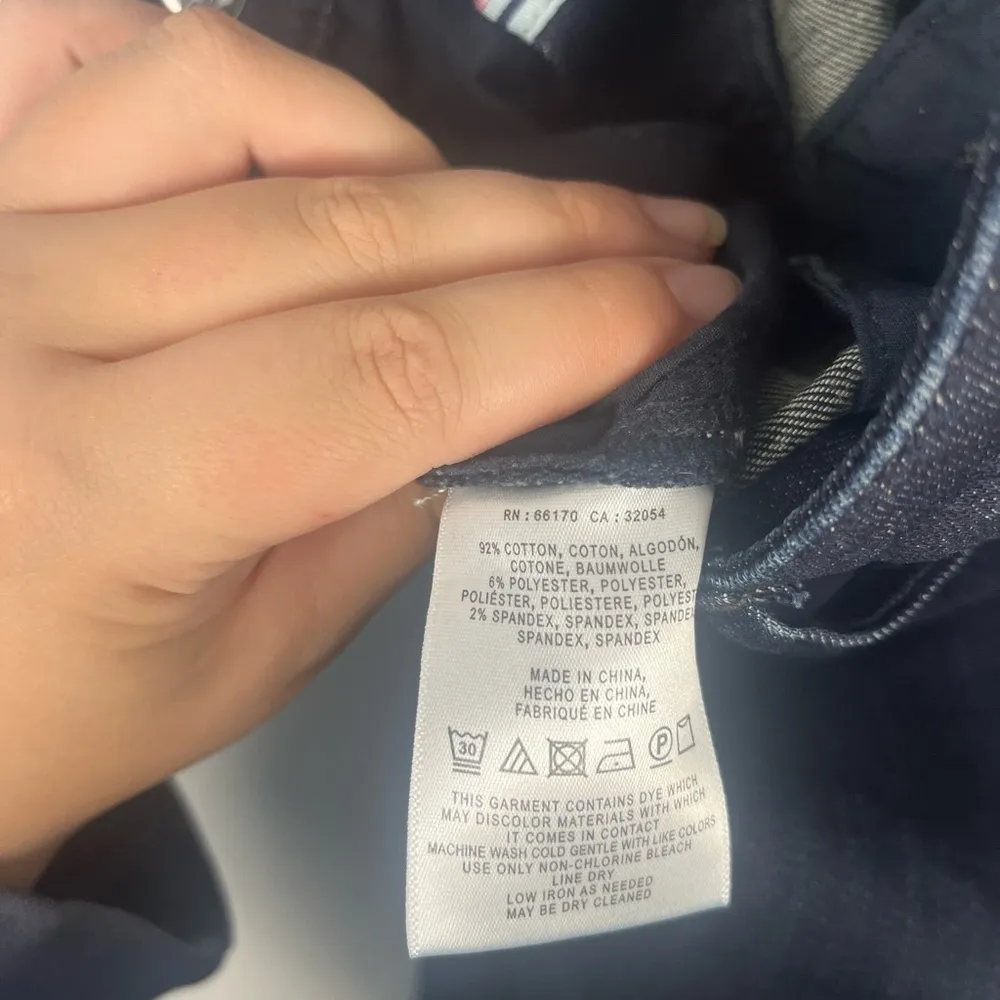 RN : 66170 CA : 32054
92% COTTON, COTON, ALGODÓN,
COTONE, BAUMWOLLE
6% POLYESTER, POLYESTER,
POLIÉSTER, POLIESTERE, POLYEST
2% SPANDEX, SPANDEX, SPANDEX
SPANDEX, SPANDEX
MADE IN CHINA,
HECHO EN CHINA,
FABRIQUÉ EN CHINE
30 P
THIS GARMENT CONTAINS DYE WHICH
MAY DISCOLOR MATERIALS WITH WHICH
IT COMES IN CONTACT
MACHINE WASH COLD GENTLE WITH LIKE COLORS
USE ONLY NON-CHLORINE BLEACH
LINE DRY
LOW IRON AS NEEDED
MAY BE DRY CLEANED